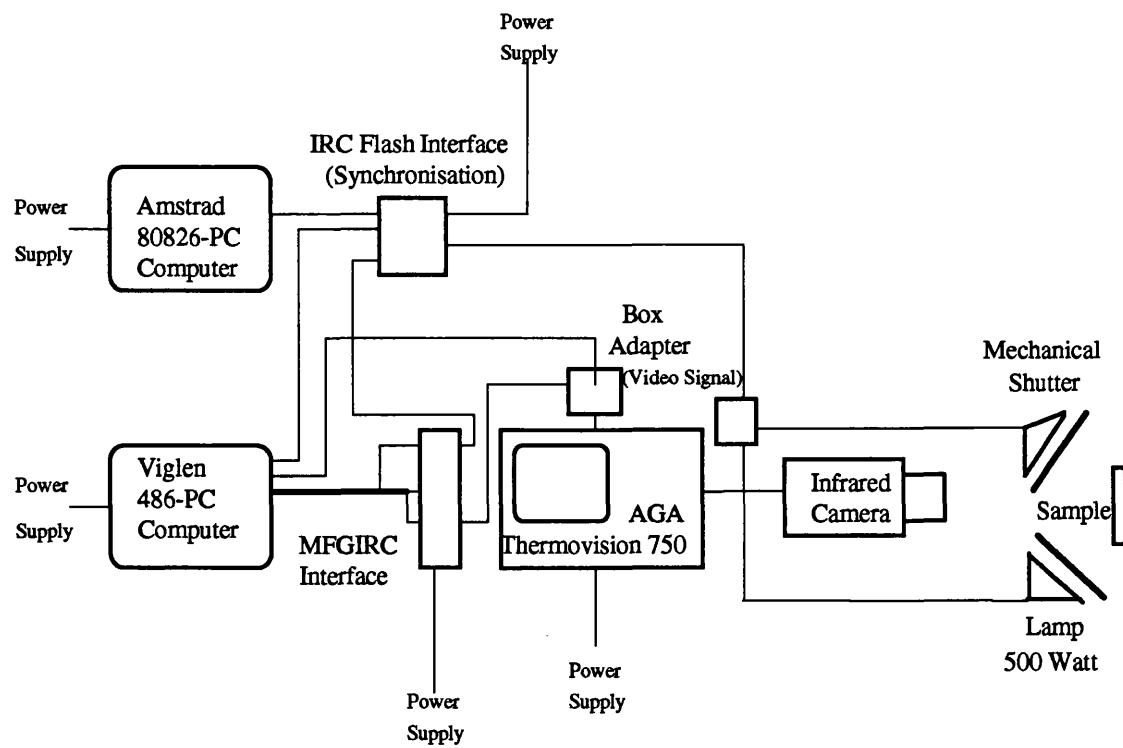 Power
Supply
IRC Flash Interface
(Synchronisation)
Power
Supply
Amstrad
80826-PC
Computer
Box
Adapter
(Video Signal)
Mechanical
Shutter
Power
Supply
Viglen
486-PC
Computer
MFGIRC
Interface
AGA
Thermovision 750
Infrared
Camera
Sample
Lamp
500 Watt
Power
Supply
Power
Supply